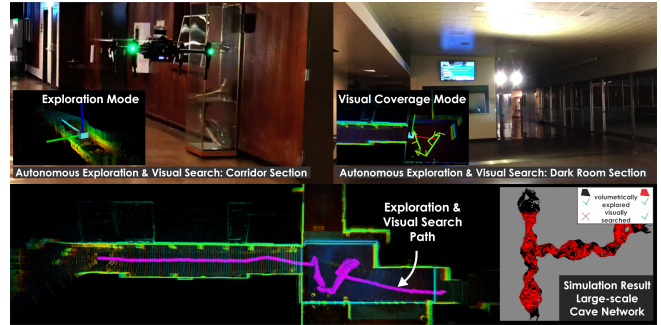 Exploration Mode
Autonomous Exploration & Visual Search: Corridor Section
Visual Coverage Mode
Autonomous Exploration & Visual Search: Dark Room Section
Exploration &
Visual Search
Path
volumetrically
explored
visually
searched
Simulation Result
Large-scale
Cave Network